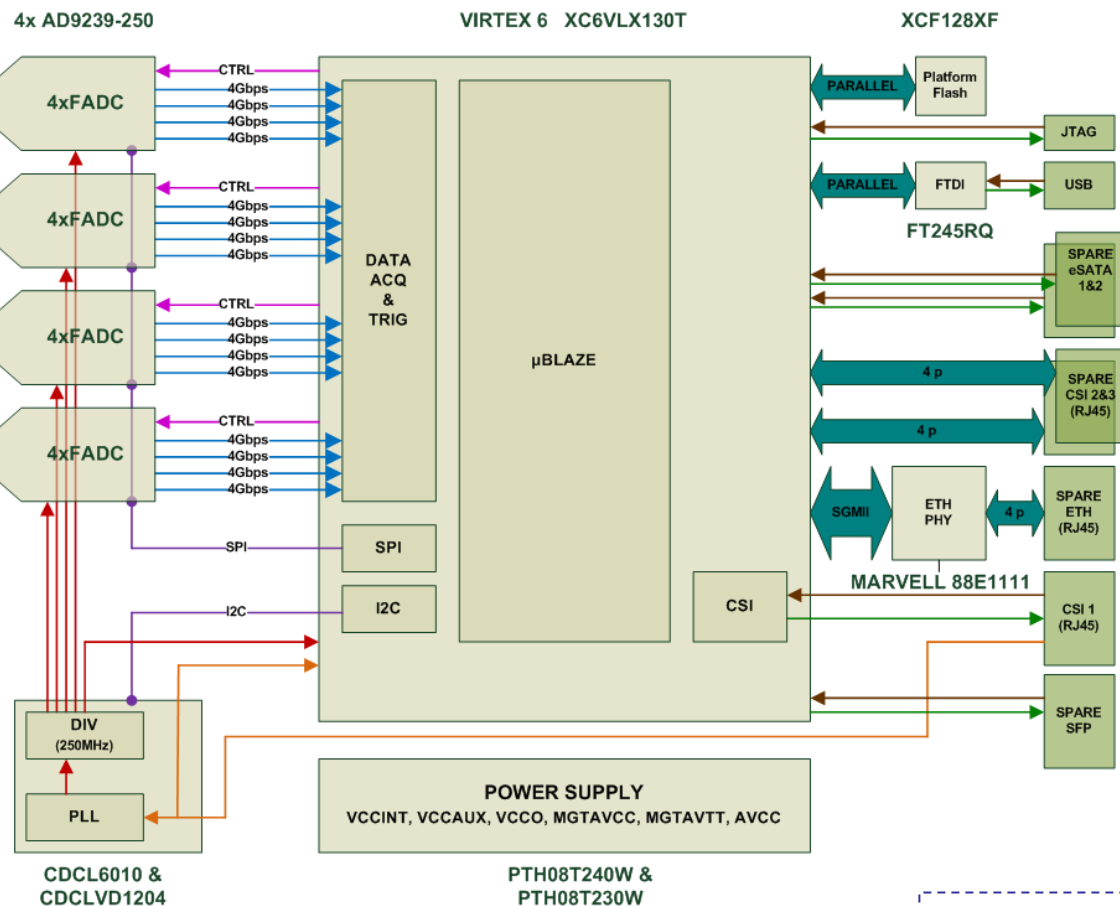 4x AD9239-250
VIRTEX 6 XC6VLX130T
XCF128XF
4xFADC
CTRL
4Gbps
4Gbps
4Gbps
4Gbps
4xFADC
CTRL
4Gbps
4Gbps
4Gbps
4Gbps
4xFADC
CTRL
4Gbps
4Gbps
4Gbps
4Gbps
4xFADC
CTRL
4Gbps
4Gbps
4Gbps
4Gbps
DATA
ACQ
&
TRIG
µBLAZE
SPI
SPI
I2C
I2C
CSI
PARALLEL
Platform
Flash
JTAG
PARALLEL
FTDI
USB
FT245RQ
SPARE
eSATA
1&2
4 p
SPARE
CSI 2&3
(RJ45)
4 p
SGMII
ETH
PHY
4 p
SPARE
ETH
(RJ45)
MARVELL 88E1111
CSI 1
(RJ45)
SPARE
SFP
DIV
(250MHz)
PLL
CDCL6010 &
CDCLVD1204
POWER SUPPLY
VCCINT, VCCAUX, VCCO, MGTAVCC, MGTAVTT, AVCC
PTH08T240W &
PTH08T230W